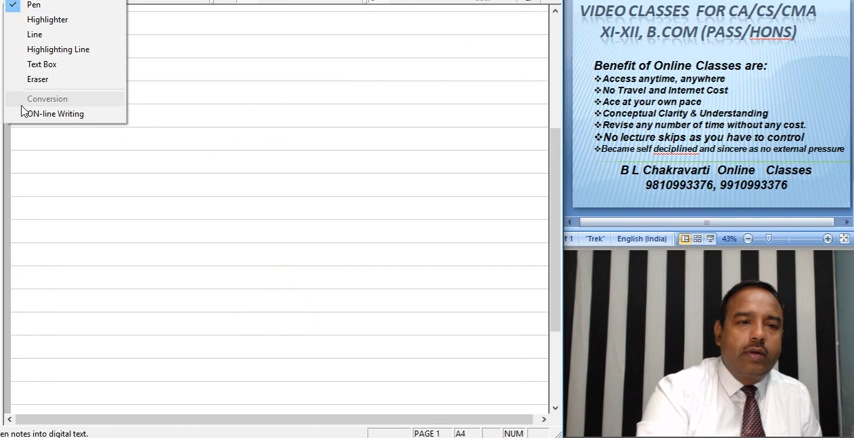 Pen
Highlighter
Line
Highlighting Line
Text Box
Eraser
Conversion
ON-line Writing
en notes into digital text.
PAGE 1 A4 NUM
VIDEO CLASSES FOR CA/CS/CMA
XI-XII, B.COM (PASS/HONS)
Benefit of Online Classes are:
❖Access anytime, anywhere
❖No Travel and Internet Cost
❖Ace at your own pace
❖Conceptual Clarity & Understanding
❖Revise any number of time without any cost.
❖No lecture skips as you have to control
❖Became self deciplined and sincere as no external pressure
B L Chakravarti Online Classes
9810993376, 9910993376
f 1 "Trek" English (India) 43%